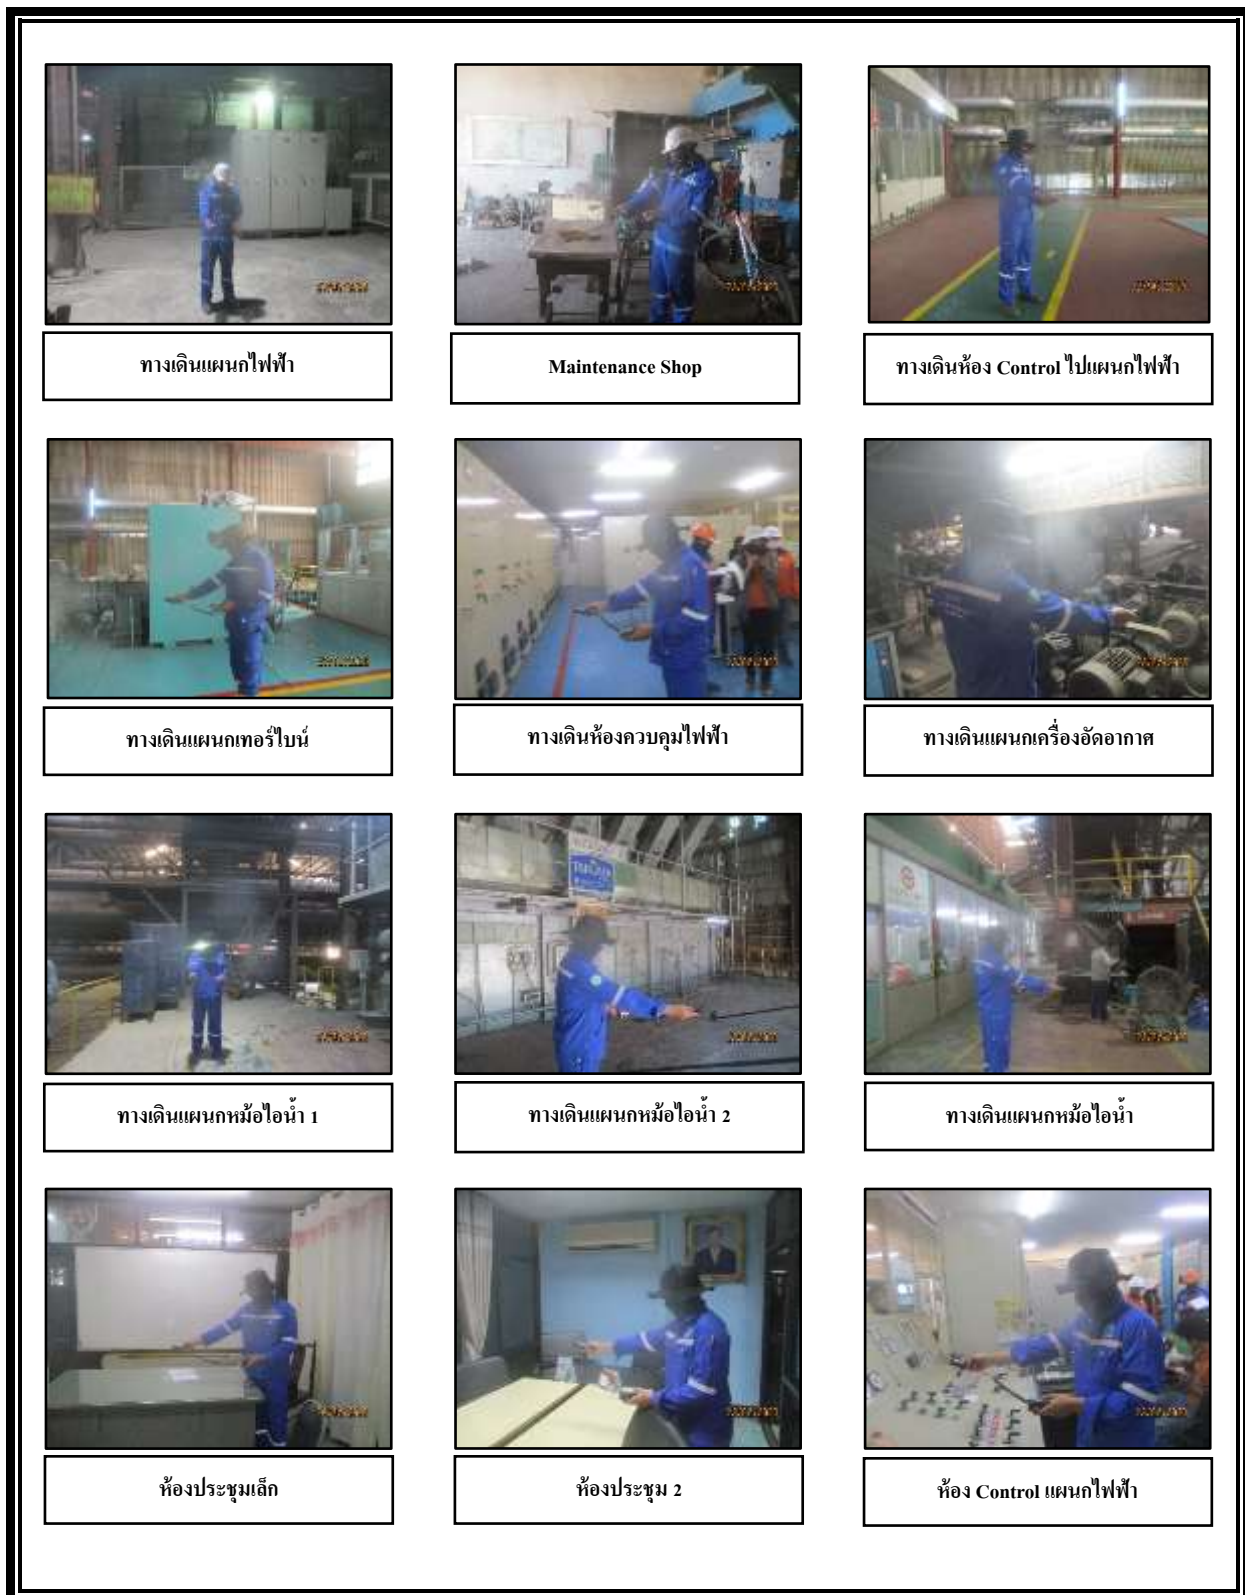 ทางเดินแผนกไฟฟ้า
Maintenance Shop
ทางเดินห้อง Control ไปแผนกไฟฟ้า
ทางเดินแผนกเทอร์ไบน์
ทางเดินห้องควบคุมไฟฟ้า
ทางเดินแผนกเครื่องอัดอากาศ
ทางเดินแผนกหม้อไอน้ำ 1
ทางเดินแผนกหม้อไอน้ำ 2
ทางเดินแผนกหม้อไอน้ำ
ห้องประชุมเล็ก
ห้องประชุม 2
ห้อง Control แผนกไฟฟ้า